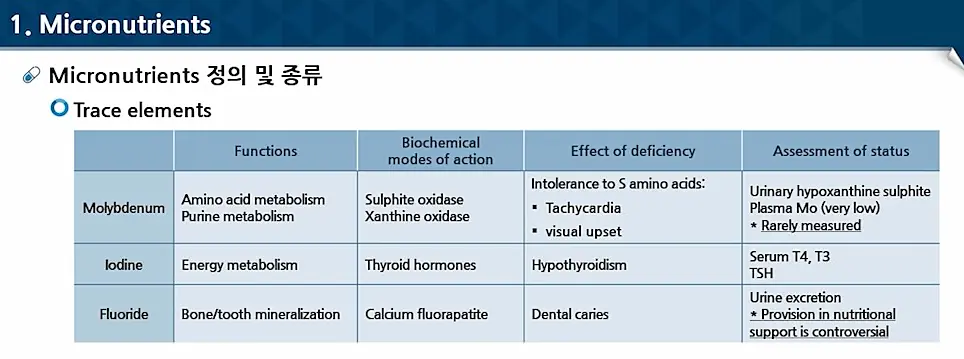 1. Micronutrients
Micronutrients 정의 및 종류
Trace elements
Functions
Biochemical
modes of action
Effect of deficiency
Assessment of status
Molybdenum
Amino acid metabolism
Purine metabolism
Sulphite oxidase
Xanthine oxidase
Intolerance to S amino acids:
▪ Tachycardia
▪ visual upset
Urinary hypoxanthine sulphite
Plasma Mo (very low)
* Rarely measured
Iodine
Energy metabolism
Thyroid hormones
Hypothyroidism
Serum T4, T3
TSH
Fluoride
Bone/tooth mineralization
Calcium fluorapatite
Dental caries
Urine excretion
* Provision in nutritional
support is controversial